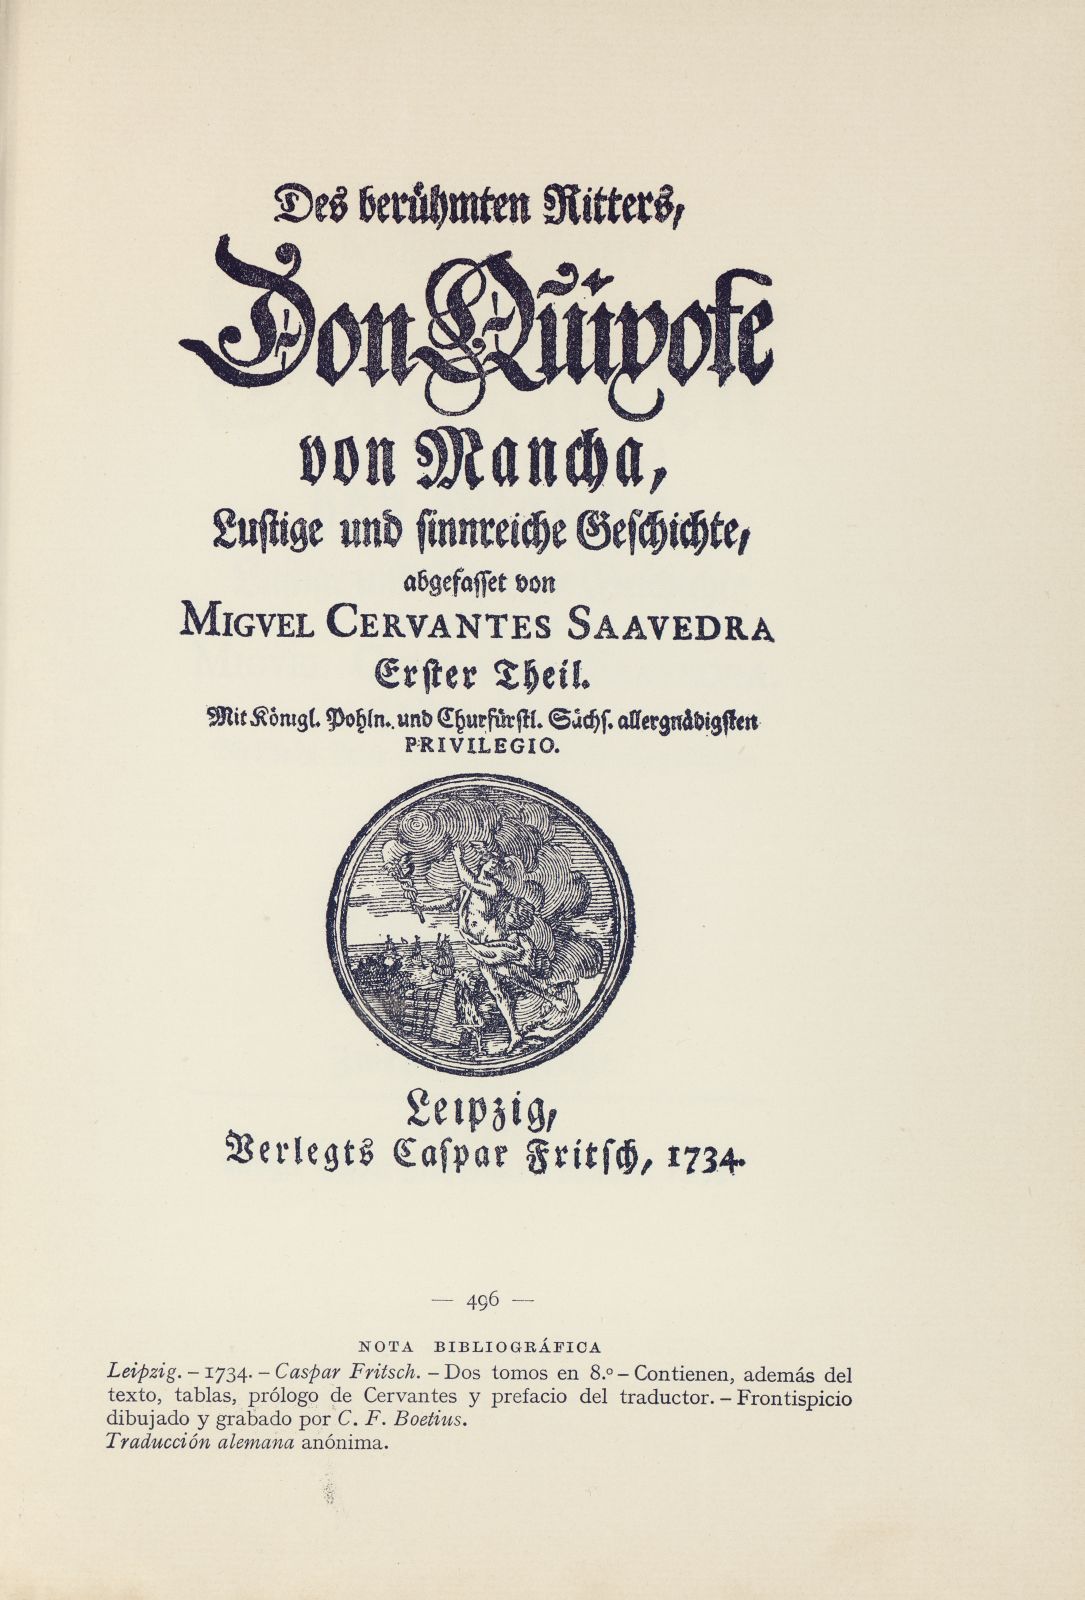 Des berühmten Ritters,
Don Quixote
von Mancha,
Lustige und sinnreiche Geschichte,
abgefasset von
MIGVEL CERVANTES SAAVEDRA
Erster Theil.
Mit Königl. Pohln. und Churfürstl. Sächs. allergnädigsten
PRIVILEGIO.
Leipzig,
Verlegts Caspar Fritsch, 1734.
— 496 —
NOTA BIBLIOGRÁFICA
Leipzig. – 1734. – Caspar Fritsch. – Dos tomos en 8.º – Contienen, además del
texto, tablas, prólogo de Cervantes y prefacio del traductor. – Frontispicio
dibujado y grabado por C. F. Boetius.
Traducción alemana anónima.